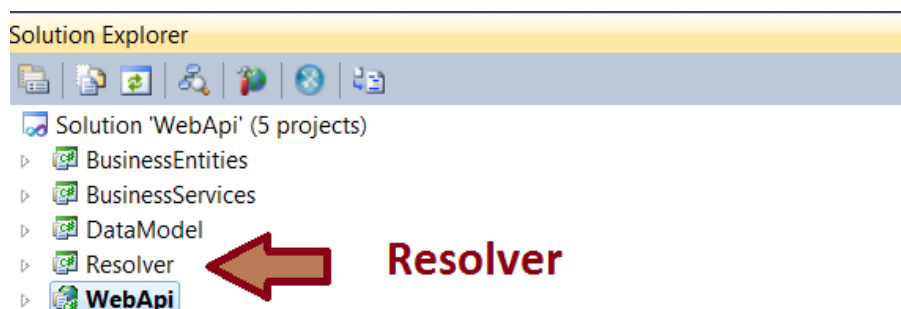 Solution Explorer
Solution 'WebApi' (5 projects)
BusinessEntities
BusinessServices
DataModel
Resolver
Resolver
WebApi